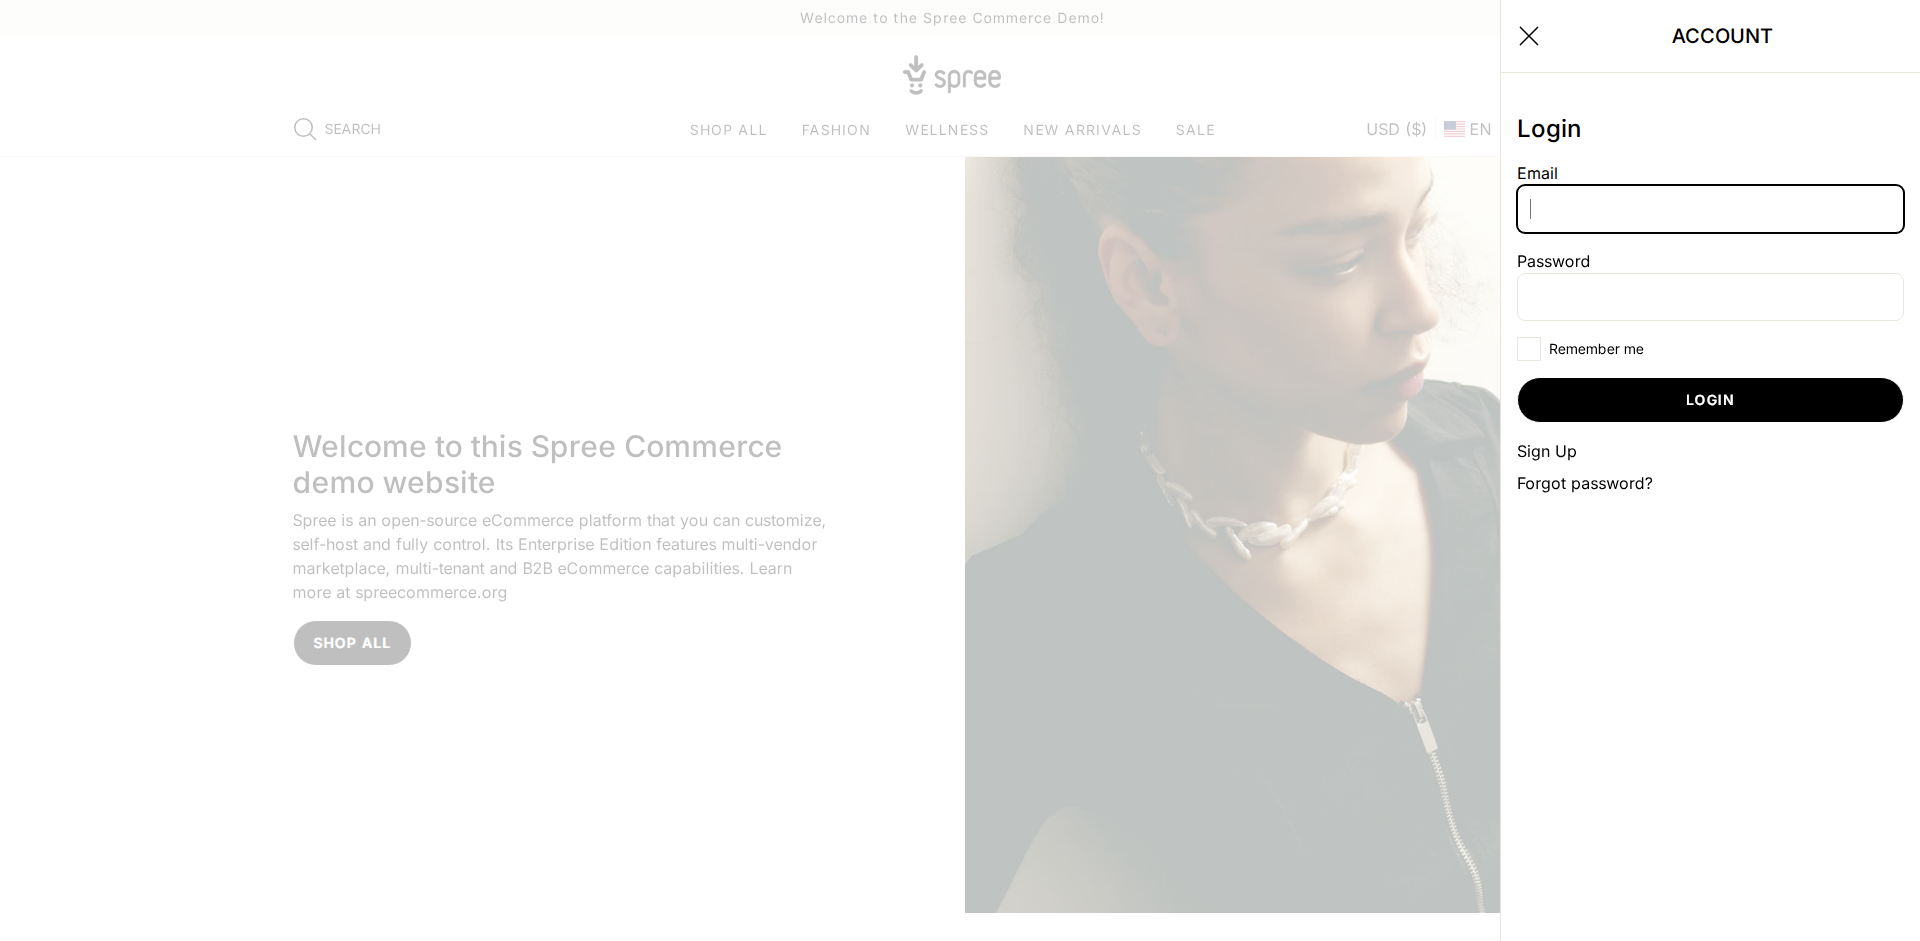 Welcome to the Spree Commerce Demo!
spree
SEARCH
SHOP ALL
FASHION
WELLNESS
NEW ARRIVALS
SALE
USD ($)
EN
Welcome to this Spree Commerce
demo website
Spree is an open-source eCommerce platform that you can customize,
self-host and fully control. Its Enterprise Edition features multi-vendor
marketplace, multi-tenant and B2B eCommerce capabilities. Learn
more at spreecommerce.org
SHOP ALL
ACCOUNT
Login
Email
Password
Remember me
LOGIN
Sign Up
Forgot password?